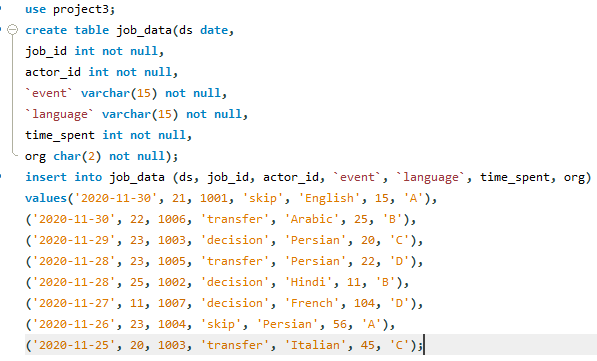 use project3;
create table job_data(ds date,
job_id int not null,
actor_id int not null,
`event` varchar(15) not null,
`language` varchar(15) not null,
time_spent int not null,
org char(2) not null);
insert into job_data (ds, job_id, actor_id, `event`, `language`, time_spent, org)
values('2020-11-30', 21, 1001, 'skip', 'English', 15, 'A'),
('2020-11-30', 22, 1006, 'transfer', 'Arabic', 25, 'B'),
('2020-11-29', 23, 1003, 'decision', 'Persian', 20, 'C'),
('2020-11-28', 23, 1005, 'transfer', 'Persian', 22, 'D'),
('2020-11-28', 25, 1002, 'decision', 'Hindi', 11, 'B'),
('2020-11-27', 11, 1007, 'decision', 'French', 104, 'D'),
('2020-11-26', 23, 1004, 'skip', 'Persian', 56, 'A'),
('2020-11-25', 20, 1003, 'transfer', 'Italian', 45, 'C');